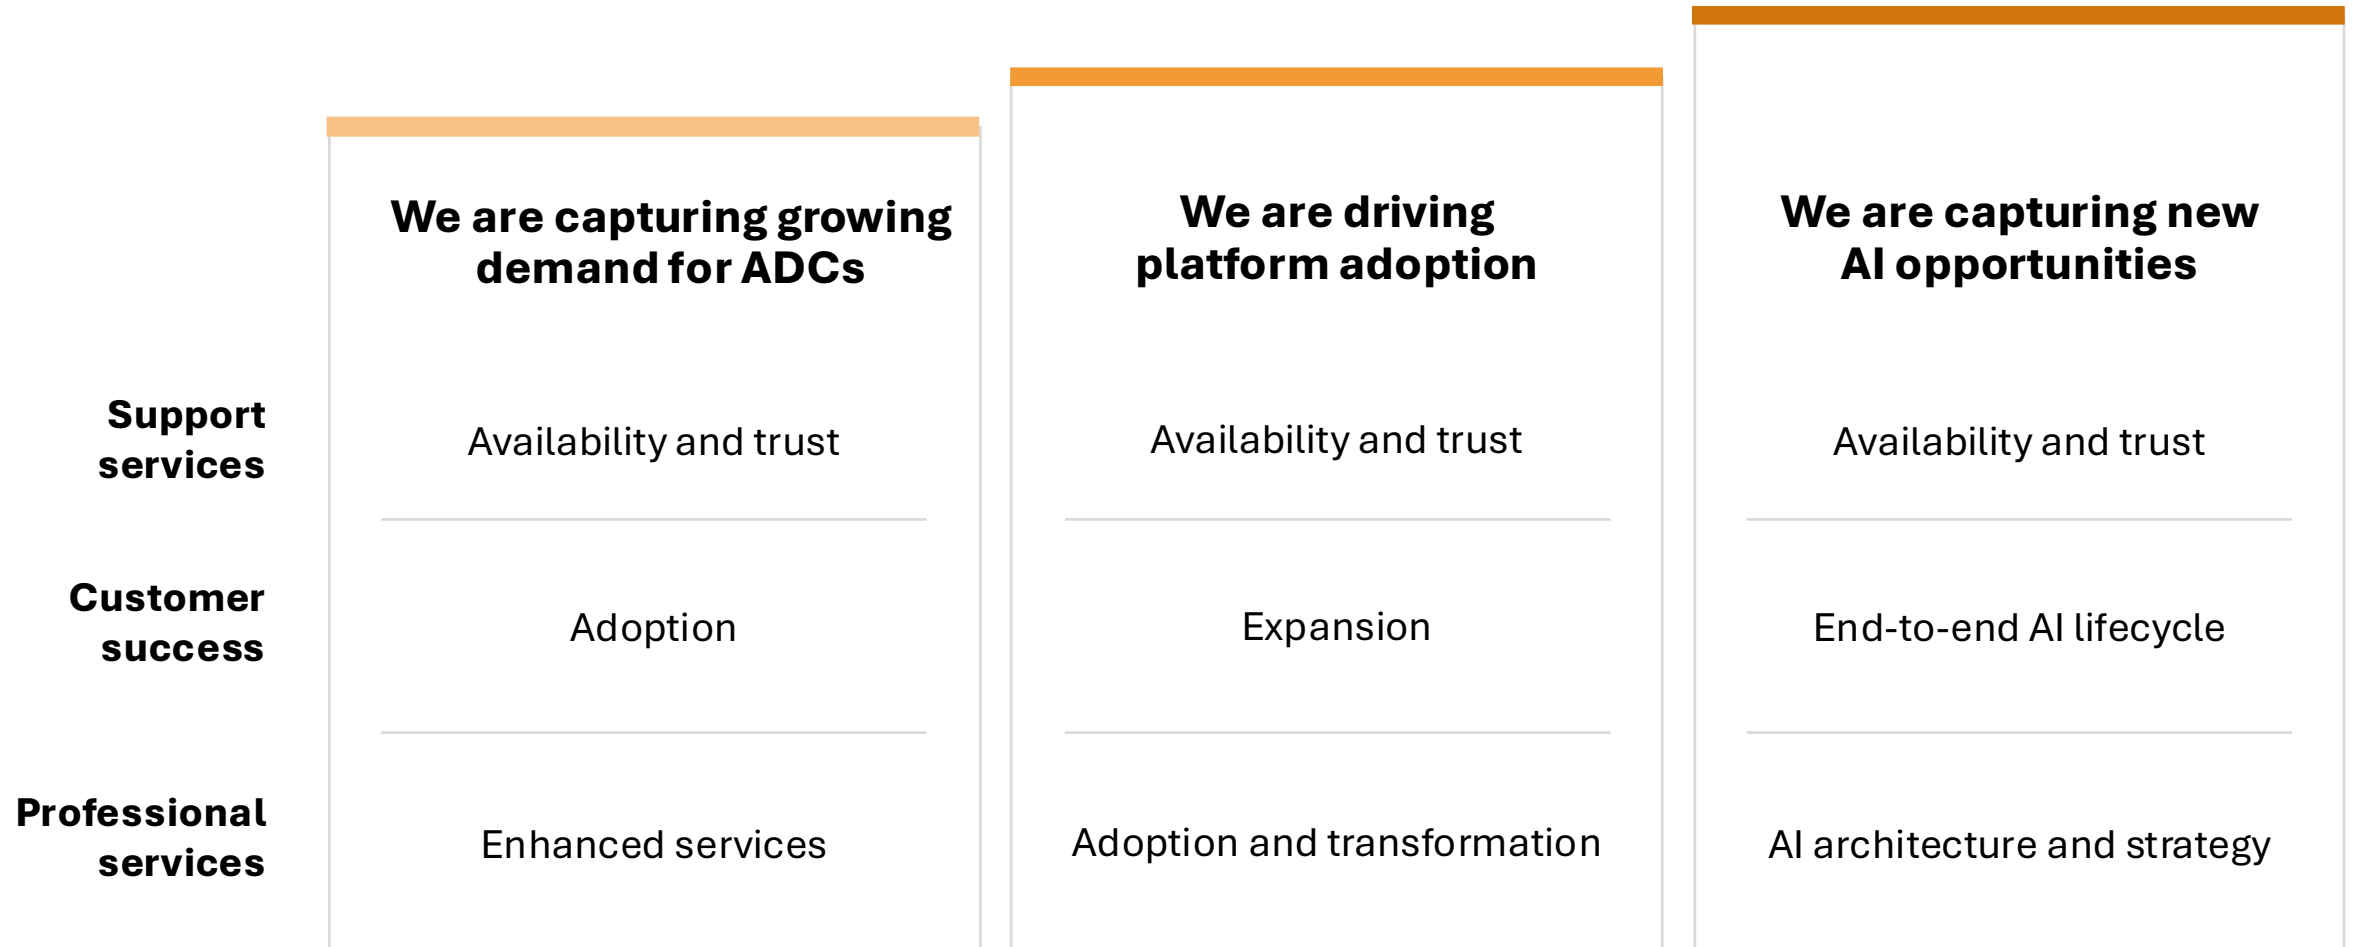 We are capturing growing
demand for ADCs
We are driving
platform adoption
We are capturing new
AI opportunities
Support
services
Availability and trust
Availability and trust
Availability and trust
Customer
success
Adoption
Expansion
End-to-end AI lifecycle
Professional
services
Enhanced services
Adoption and transformation
AI architecture and strategy